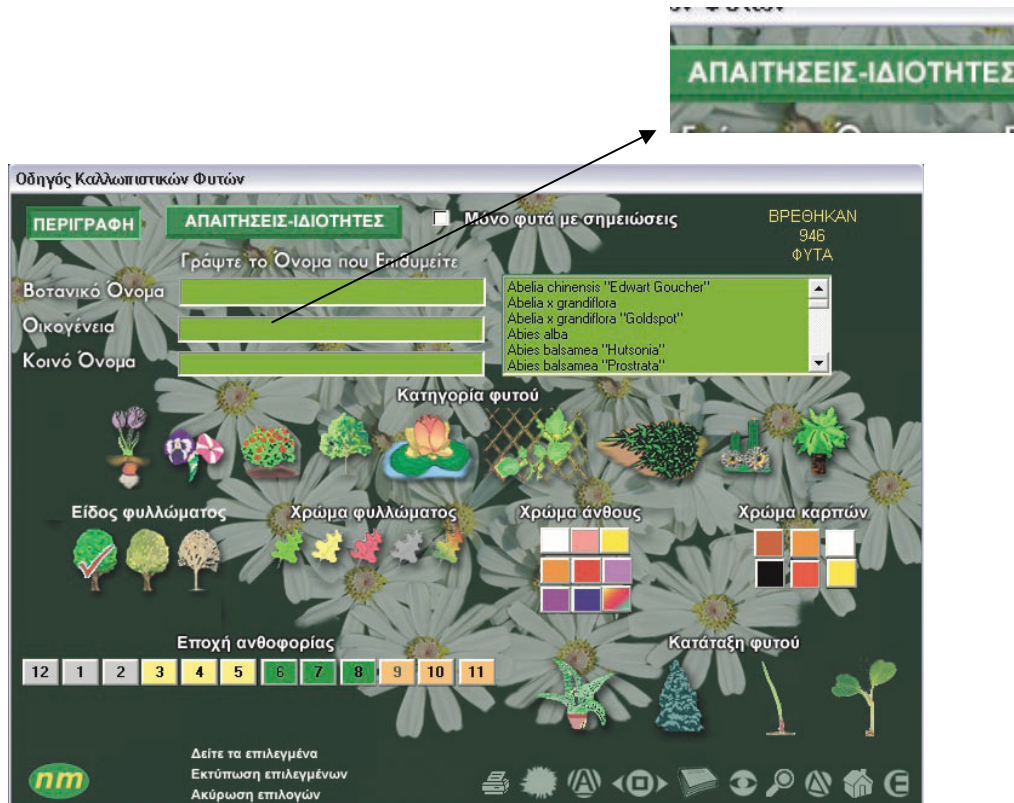 ΑΠΑΙΤΗΣΕΙΣ-ΙΔΙΟΤΗΤΕΣ
Οδηγός Καλλωπιστικών Φυτών
ΠΕΡΙΓΡΑΦΗ ΑΠΑΙΤΗΣΕΙΣ-ΙΔΙΟΤΗΤΕΣ Μόνο φυτά με σημειώσεις ΒΡΕΘΗΚΑΝ
946
ΦΥΤΑ
Γράψτε το Όνομα που Επιθυμείτε
Βοτανικό Όνομα
Οικογένεια
Κοινό Όνομα
Abelia chinensis "Edwart Goucher"
Abelia x grandiflora
Abelia x grandiflora "Goldspot"
Abies alba
Abies balsamea "Hutsonia"
Abies balsamea "Prostrata"
Κατηγορία φυτού
Είδος φυλλώματος Χρώμα φυλλώματος Χρώμα άνθους Χρώμα καρπών
Εποχή ανθοφορίας Κατάταξη φυτού
12 1 2 3 4 5 6 7 8 9 10 11
Δείτε τα επιλεγμένα
Εκτύπωση επιλεγμένων
Ακύρωση επιλογών
nm